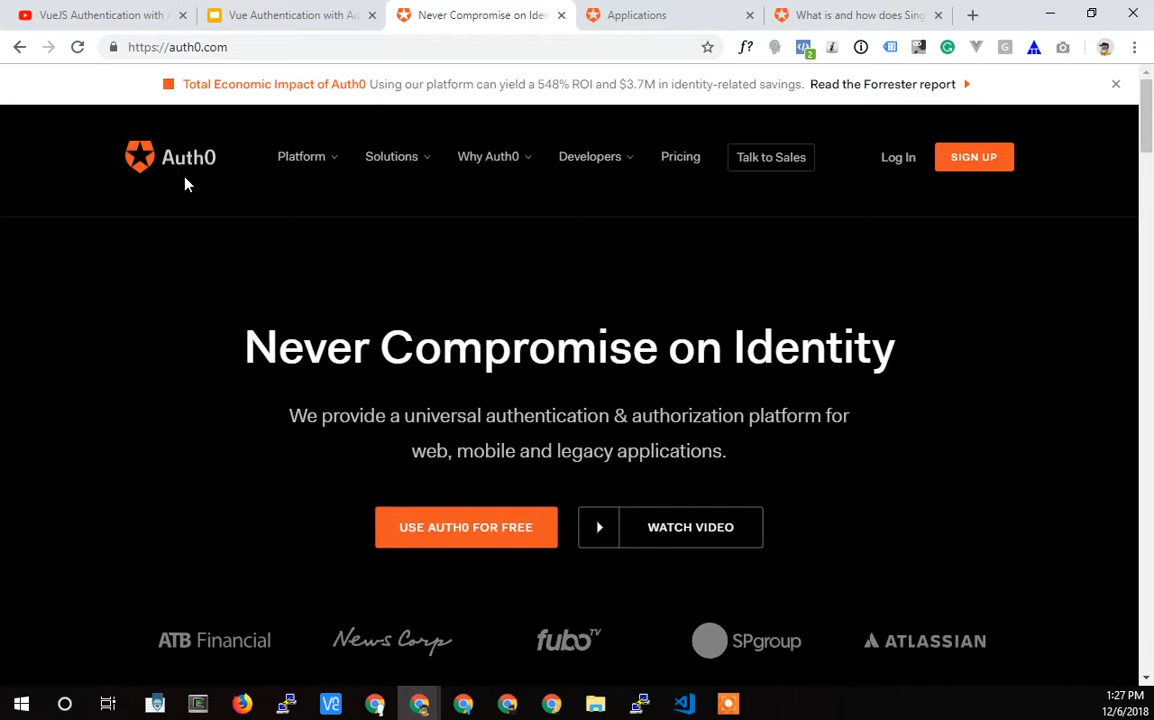 VueJS Authentication with A
Vue Authentication with Au
Never Compromise on Iden
Applications
What is and how does Sing
https://auth0.com
f?
2
Total Economic Impact of Auth0 Using our platform can yield a 548% ROI and $3.7M in identity-related savings. Read the Forrester report
Auth0
Platform
Solutions
Why Auth0
Developers
Pricing
Talk to Sales
Log In
SIGN UP
Never Compromise on Identity
We provide a universal authentication & authorization platform for
web, mobile and legacy applications.
USE AUTH0 FOR FREE
WATCH VIDEO
ATB Financial
News Corp
fubo TV
SPgroup
ATLASSIAN
1:27 PM
12/6/2018